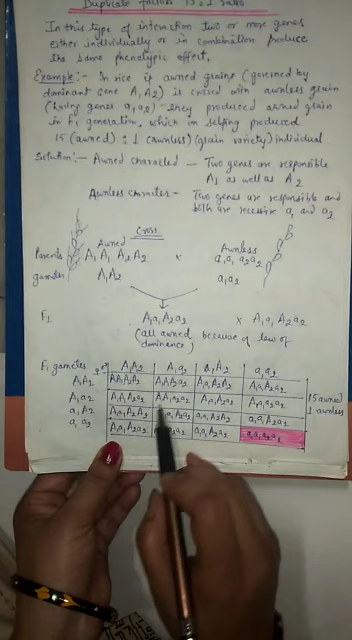 Duplicate factors 15:1 ratio
In this type of interaction two or more genes
either individually or in combination produce
the same phenotypic effect.
Example:- In rice if awned grains (governed by
dominant gene A1 A2) is crossed with awnless grain
(having genes a1 a2) - they produced awned grain
in F1 generation, which on selfing produced
15 (awned) : 1 (awnless) (grain variety) individual
Solution:- Awned characted - Two genes are responsible
A1 as well as A2
Awnless character - Two genes are responsible and
both are recessive a1 and a2
Cross
Awned Awnless
Parents A1 A1 A2 A2 x a1a1 a2a2
gametes A1A2 a1a2
F1 A1a1A2a2 x A1a1A2a2
(all awned because of law of
dominance)
F1 gametes A1A2 A1a2 a1A2 a1a2
A1A2 A1A1A2A2 A1A1A2a2 A1a1A2A2 A1a1A2a2
A1a2 A1A1A2a2 A1A1a2a2 A1a1A2a2 A1a1a2a2
a1A2 A1a1A2A2 a1a1A2A2 a1a1A2a2
a1a2 A1a1A2a2 a1a1A2a2 a1a1a2a2
15 awned
1 awnless